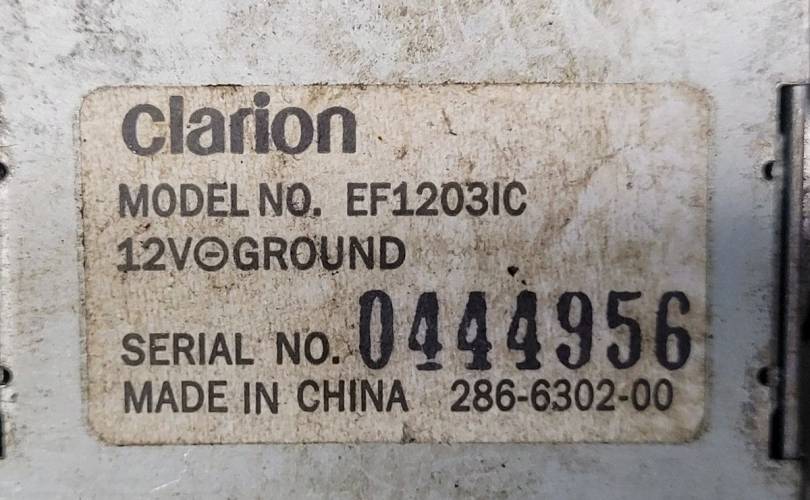 clarion
MODEL NO. EF1203IC
12V⊖GROUND
SERIAL NO. 0444956
MADE IN CHINA 286-6302-00